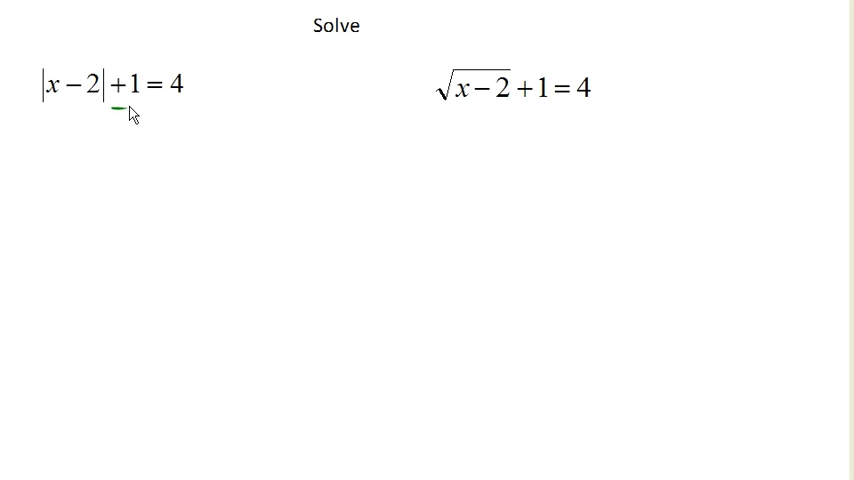 Solve
|x − 2| + 1 = 4
√(x − 2) + 1 = 4